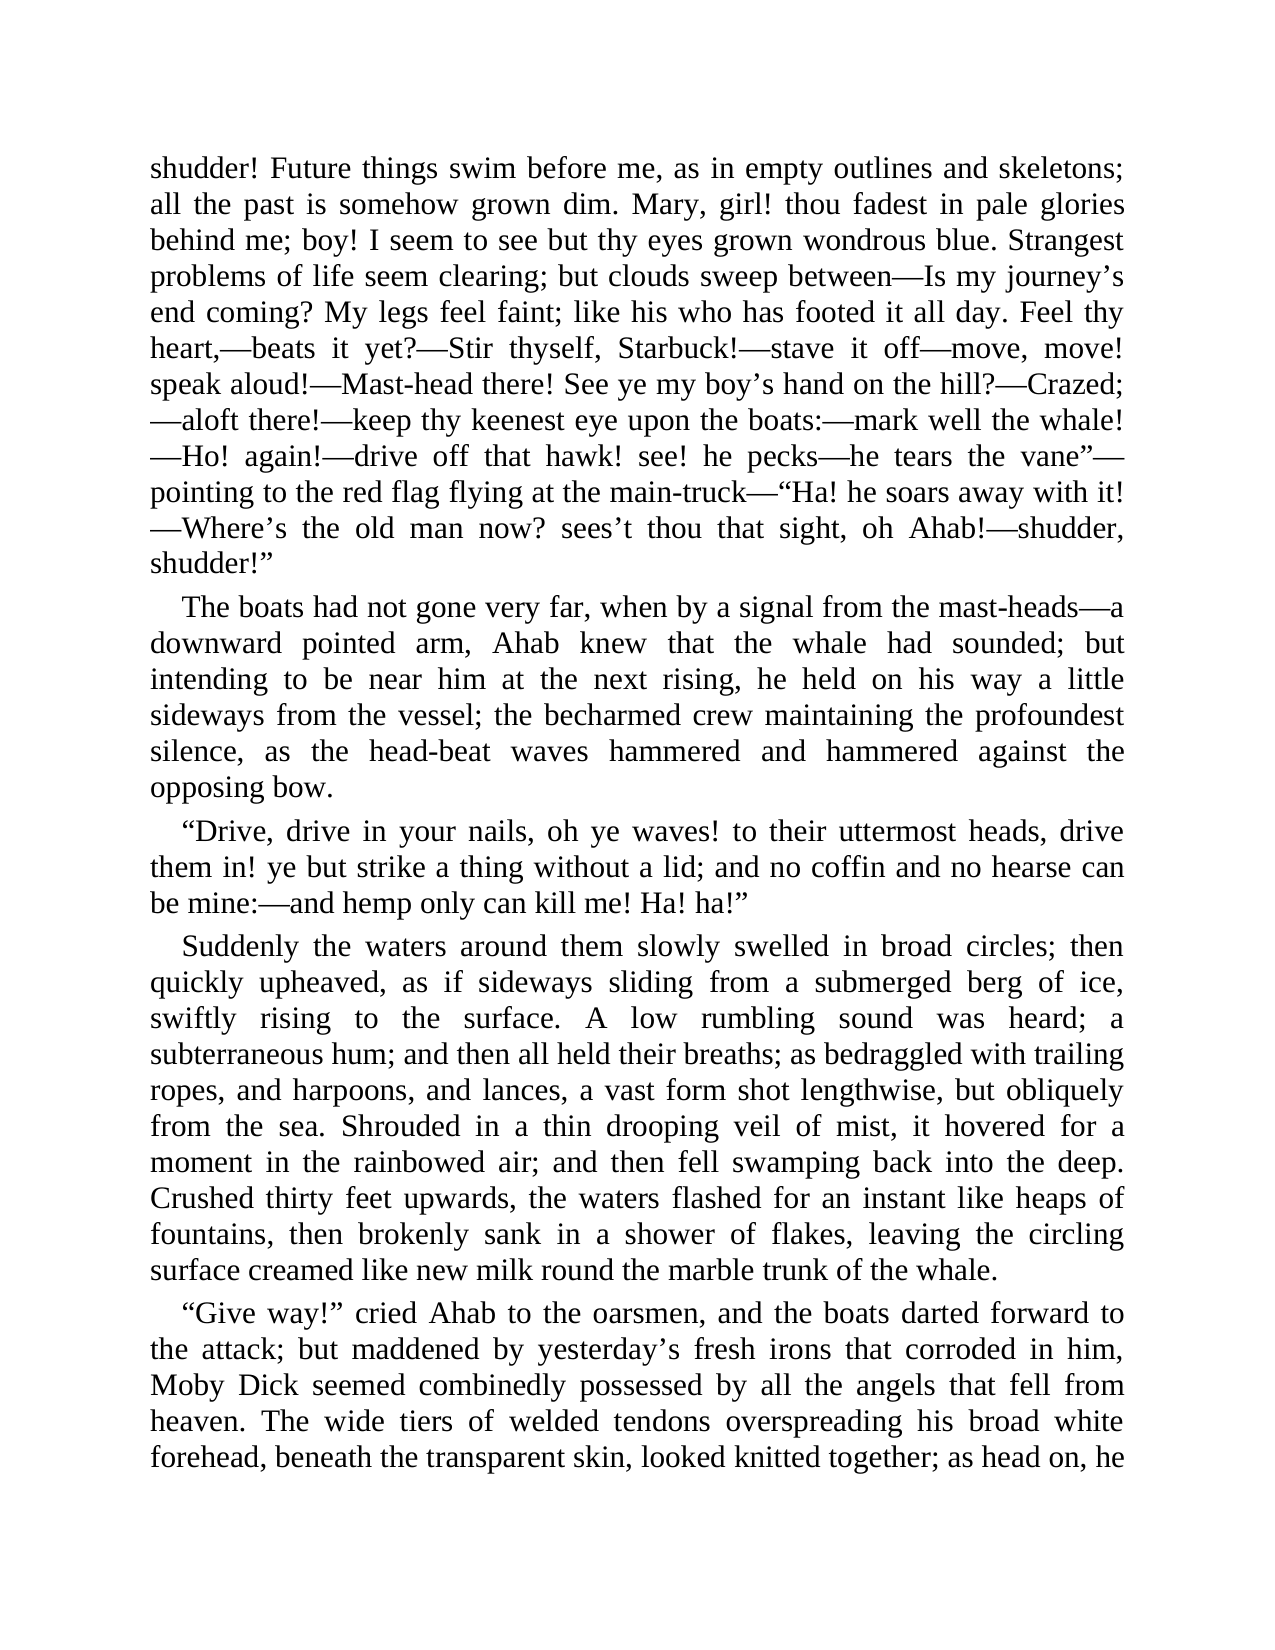 shudder! Future things swim before me, as in empty outlines and skeletons;
all the past is somehow grown dim. Mary, girl! thou fadest in pale glories
behind me; boy! I seem to see but thy eyes grown wondrous blue. Strangest
problems of life seem clearing; but clouds sweep between—Is my journey’s
end coming? My legs feel faint; like his who has footed it all day. Feel thy
heart,—beats it yet?—Stir thyself, Starbuck!—stave it off—move, move!
speak aloud!—Mast-head there! See ye my boy’s hand on the hill?—Crazed;
—aloft there!—keep thy keenest eye upon the boats:—mark well the whale!
—Ho! again!—drive off that hawk! see! he pecks—he tears the vane”—
pointing to the red flag flying at the main-truck—“Ha! he soars away with it!
—Where’s the old man now? sees’t thou that sight, oh Ahab!—shudder,
shudder!”
The boats had not gone very far, when by a signal from the mast-heads—a
downward pointed arm, Ahab knew that the whale had sounded; but
intending to be near him at the next rising, he held on his way a little
sideways from the vessel; the becharmed crew maintaining the profoundest
silence, as the head-beat waves hammered and hammered against the
opposing bow.
“Drive, drive in your nails, oh ye waves! to their uttermost heads, drive
them in! ye but strike a thing without a lid; and no coffin and no hearse can
be mine:—and hemp only can kill me! Ha! ha!”
Suddenly the waters around them slowly swelled in broad circles; then
quickly upheaved, as if sideways sliding from a submerged berg of ice,
swiftly rising to the surface. A low rumbling sound was heard; a
subterraneous hum; and then all held their breaths; as bedraggled with trailing
ropes, and harpoons, and lances, a vast form shot lengthwise, but obliquely
from the sea. Shrouded in a thin drooping veil of mist, it hovered for a
moment in the rainbowed air; and then fell swamping back into the deep.
Crushed thirty feet upwards, the waters flashed for an instant like heaps of
fountains, then brokenly sank in a shower of flakes, leaving the circling
surface creamed like new milk round the marble trunk of the whale.
“Give way!” cried Ahab to the oarsmen, and the boats darted forward to
the attack; but maddened by yesterday’s fresh irons that corroded in him,
Moby Dick seemed combinedly possessed by all the angels that fell from
heaven. The wide tiers of welded tendons overspreading his broad white
forehead, beneath the transparent skin, looked knitted together; as head on, he